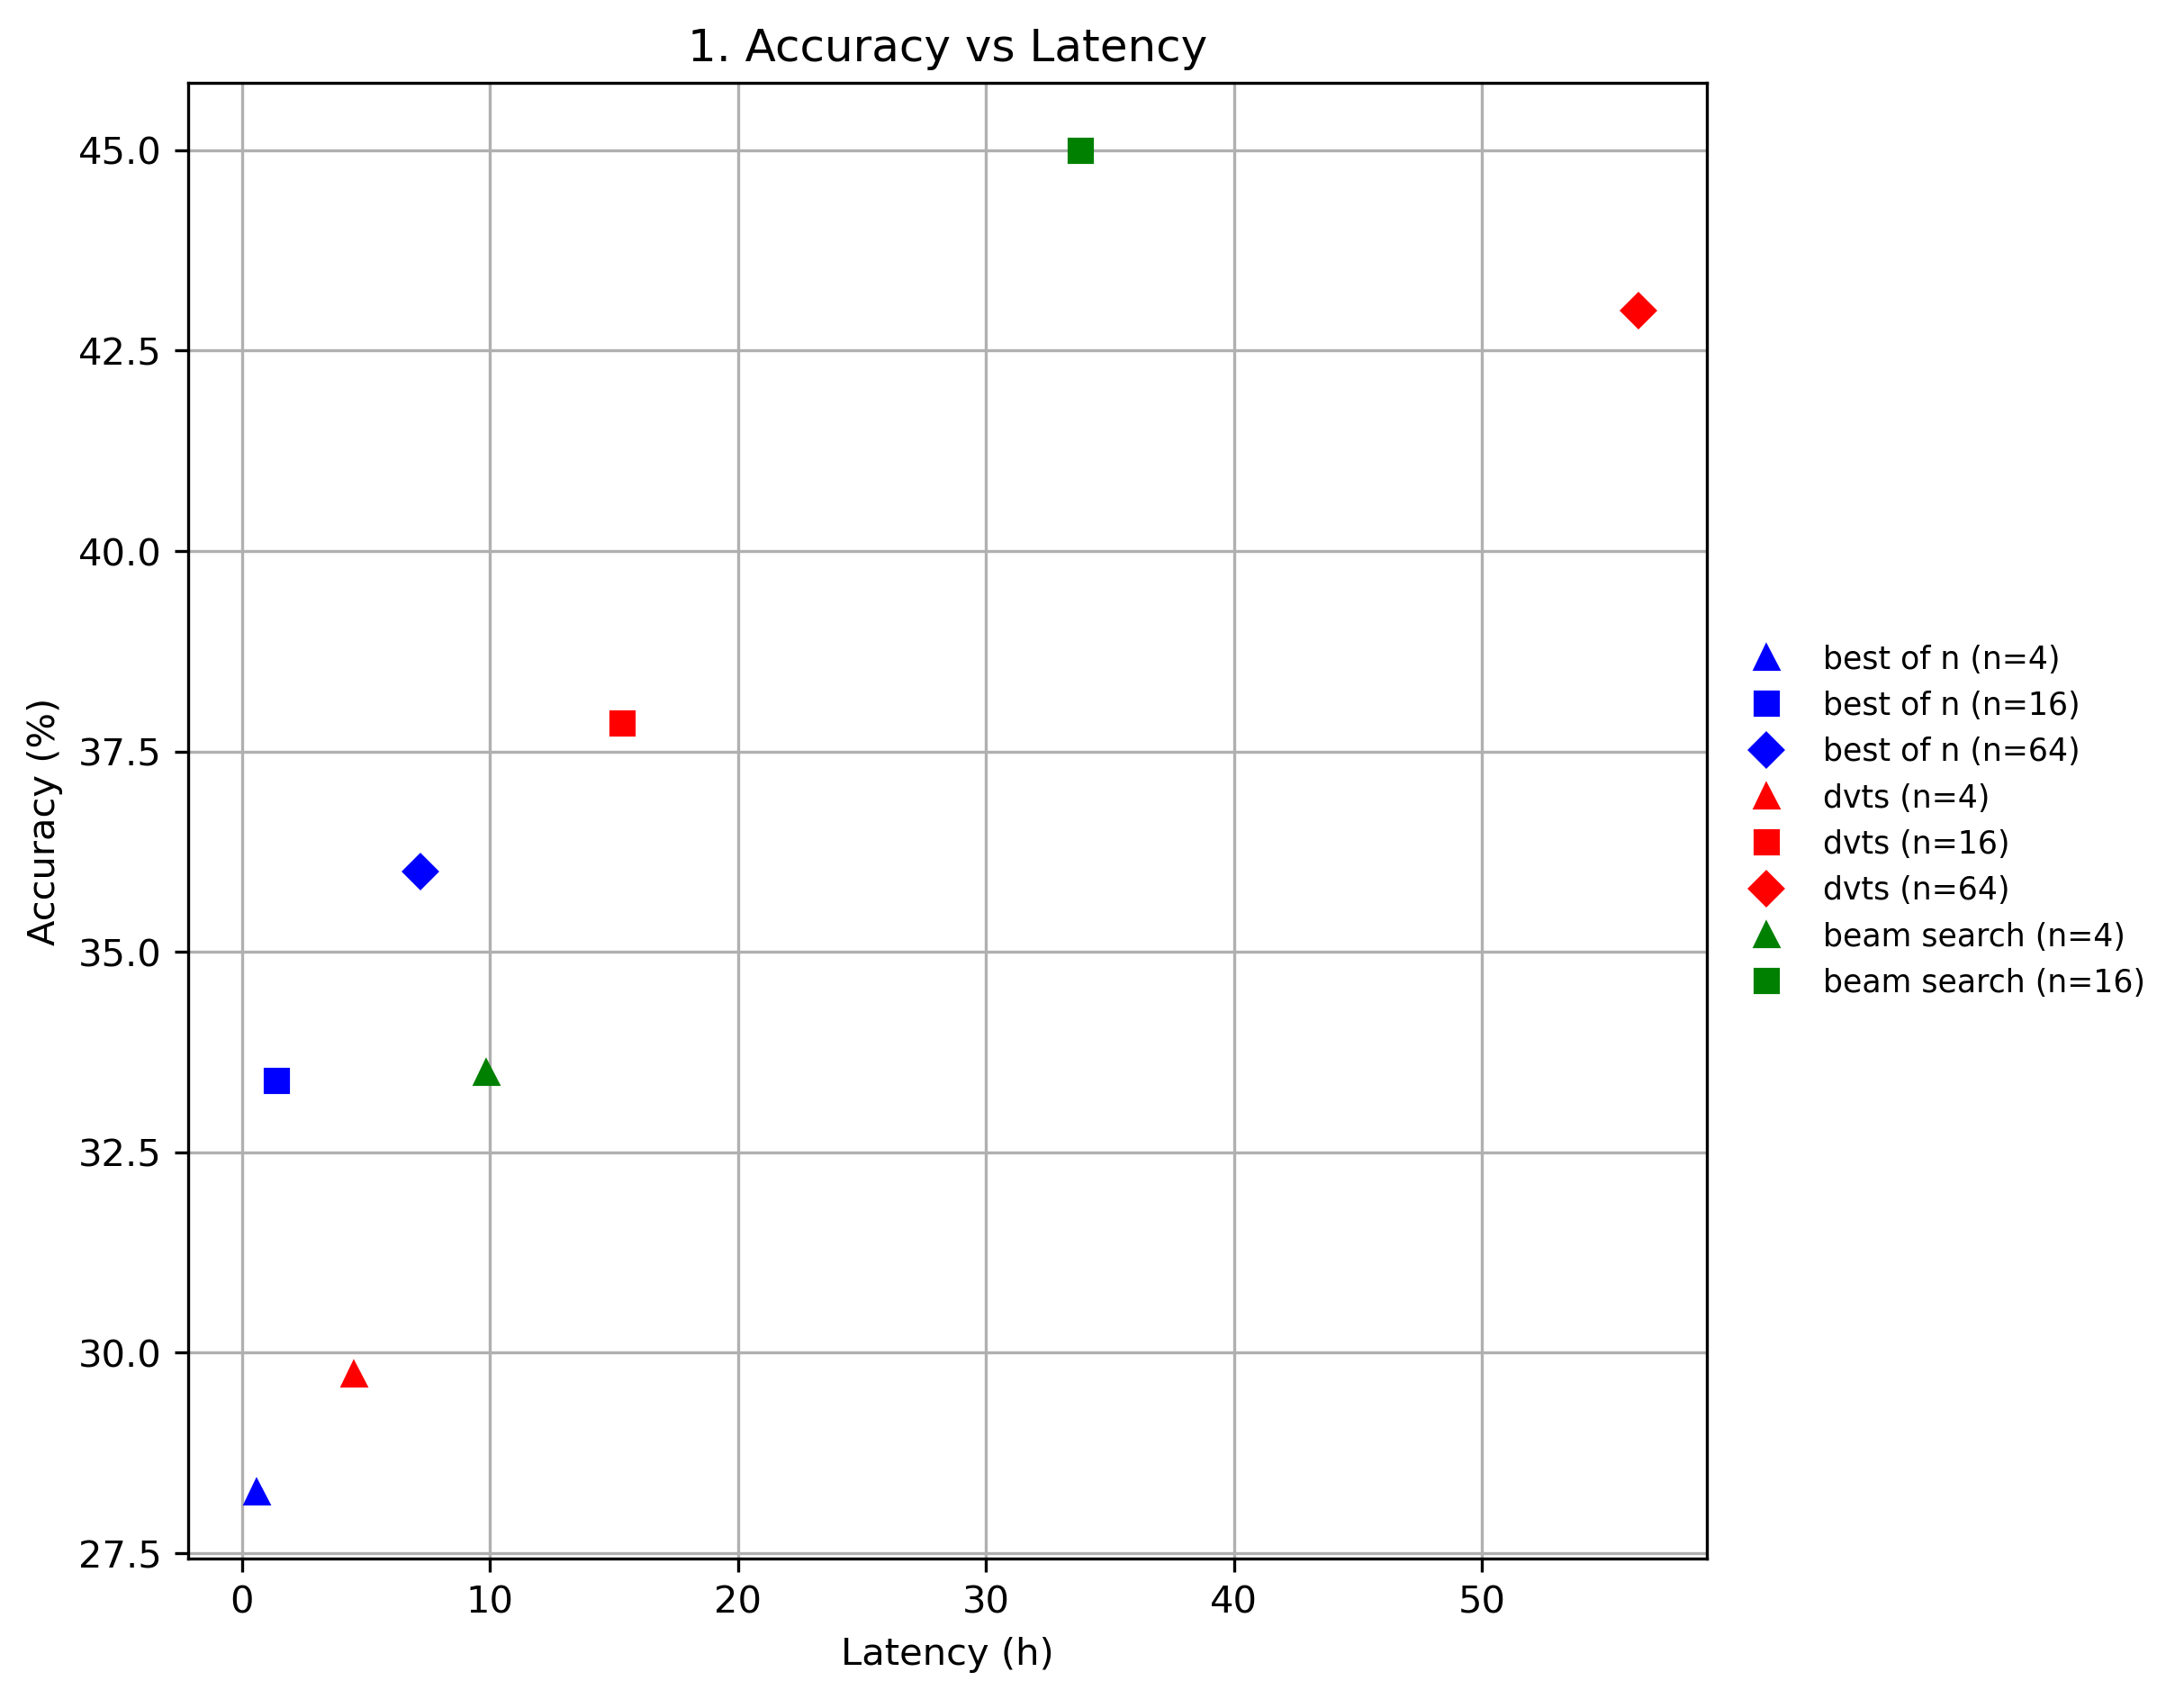 1. Accuracy vs Latency
45.0
42.5
40.0
37.5
35.0
32.5
30.0
27.5
Accuracy (%)
0 10 20 30 40 50
Latency (h)
best of n (n=4)
best of n (n=16)
best of n (n=64)
dvts (n=4)
dvts (n=16)
dvts (n=64)
beam search (n=4)
beam search (n=16)